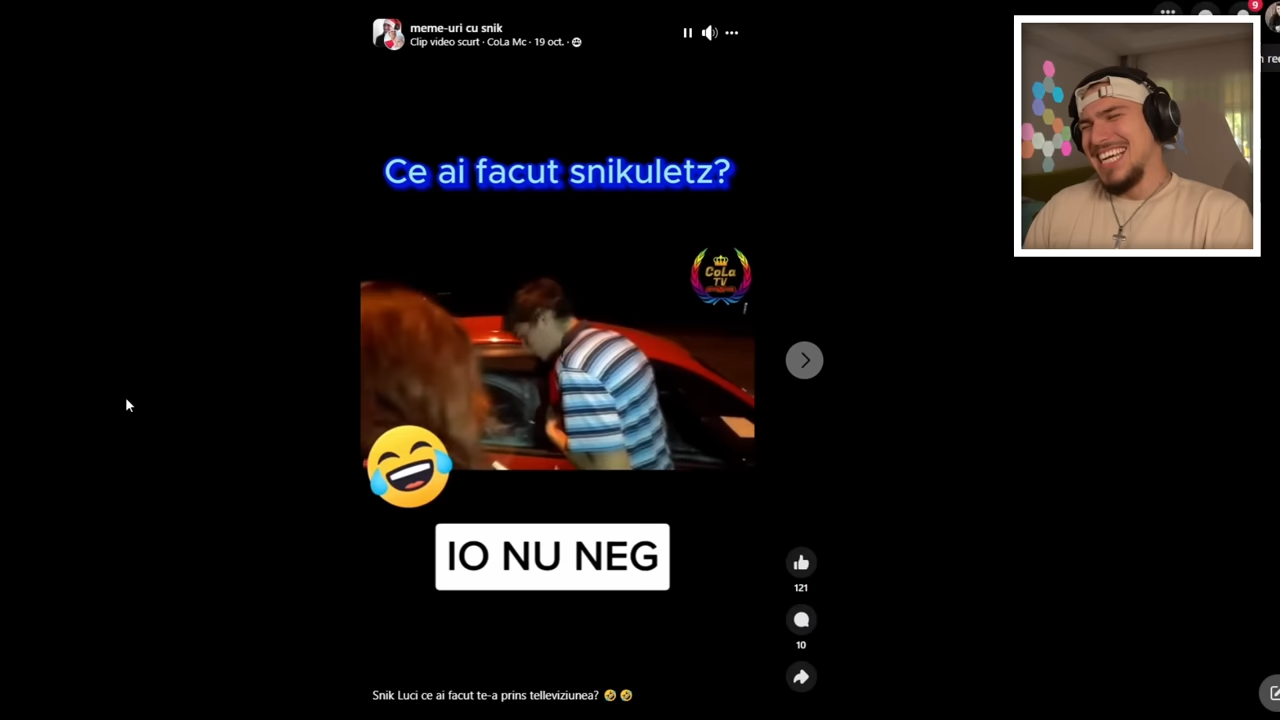 meme-uri cu snik
Clip video scurt · CoLa Mc · 19 oct. ·
9
Ce ai facut snikuletz?
CoLa
TV
IO NU NEG
121
10
Snik Luci ce ai facut te-a prins telleviziunea? 🤣 🤣